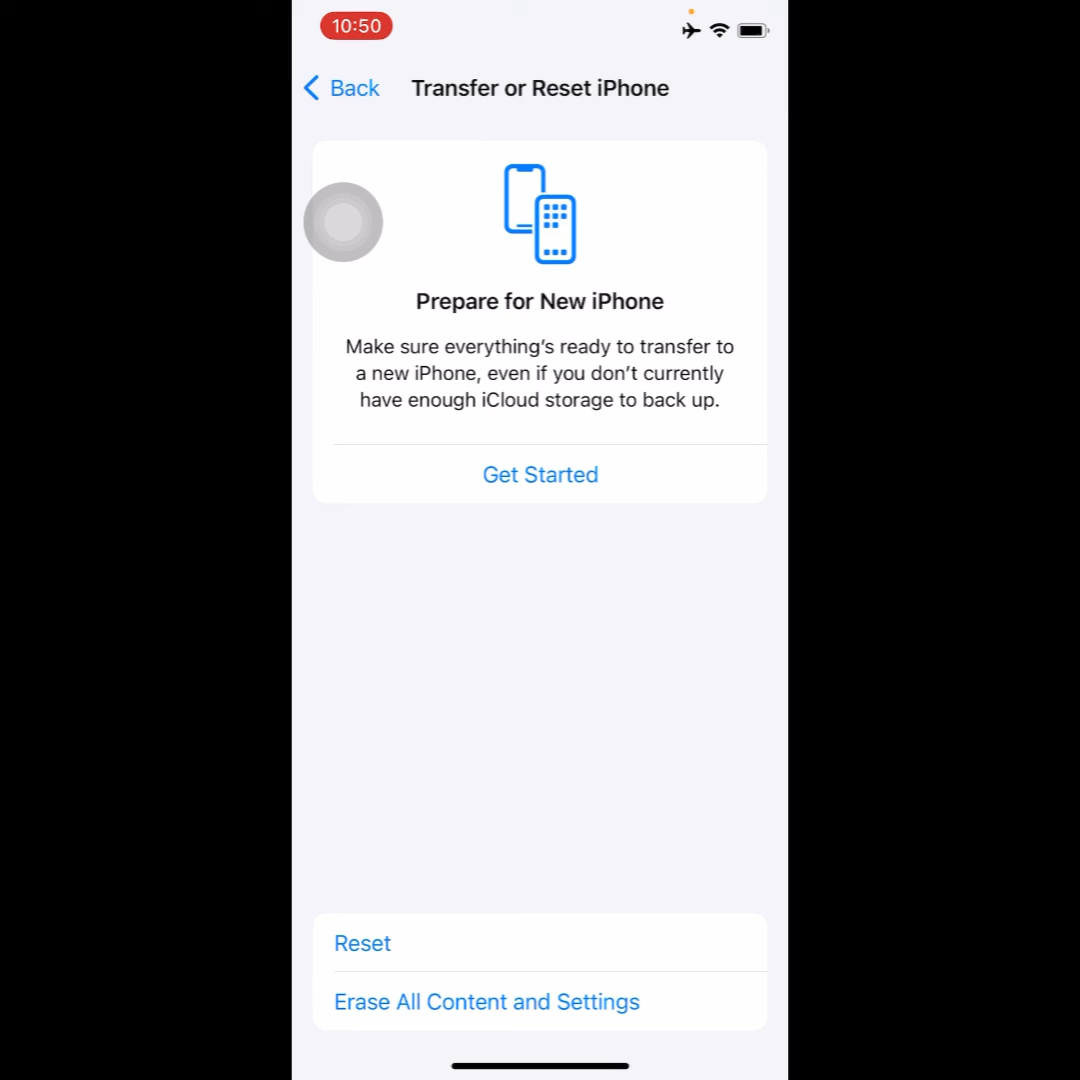 10:50
Back
Transfer or Reset iPhone
Prepare for New iPhone
Make sure everything's ready to transfer to
a new iPhone, even if you don't currently
have enough iCloud storage to back up.
Get Started
Reset
Erase All Content and Settings